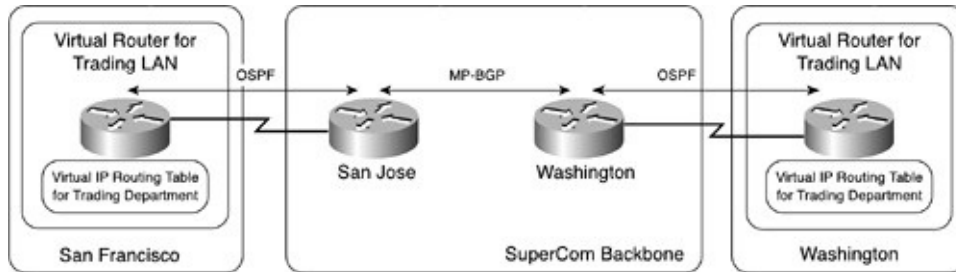 Virtual Router for
Trading LAN
OSPF
MP-BGP
OSPF
Virtual Router for
Trading LAN
San Jose
Washington
Virtual IP Routing Table
for Trading Department
Virtual IP Routing Table
for Trading Department
San Francisco
SuperCom Backbone
Washington